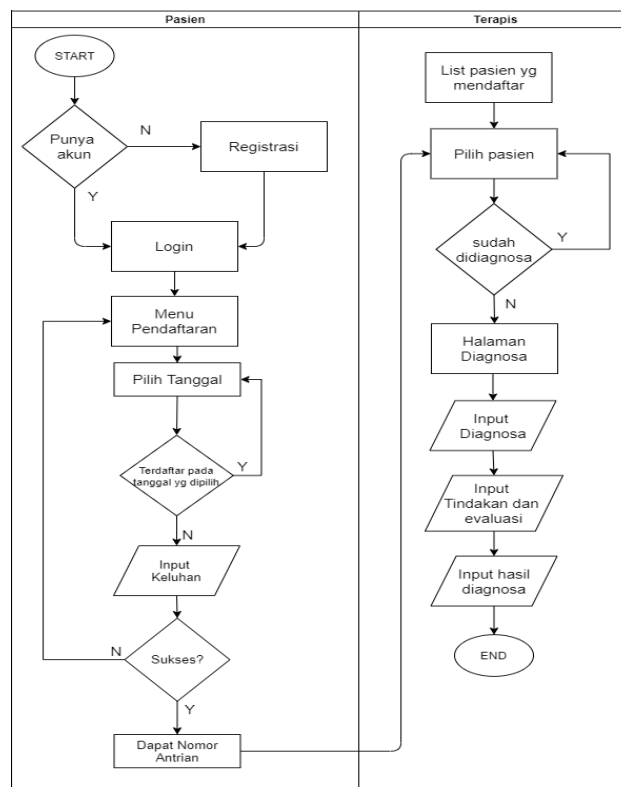 Pasien
START
Punya
akun
N
Registrasi
Y
Login
Menu
Pendaftaran
Pilih Tanggal
Terdaftar pada
tanggal yg dipilih
Y
N
Input
Keluhan
Sukses?
N
Y
Dapat Nomor
Antrian
Terapis
List pasien yg
mendaftar
Pilih pasien
sudah
didiagnosa
Y
N
Halaman
Diagnosa
Input
Diagnosa
Input
Tindakan dan
evaluasi
Input hasil
diagnosa
END